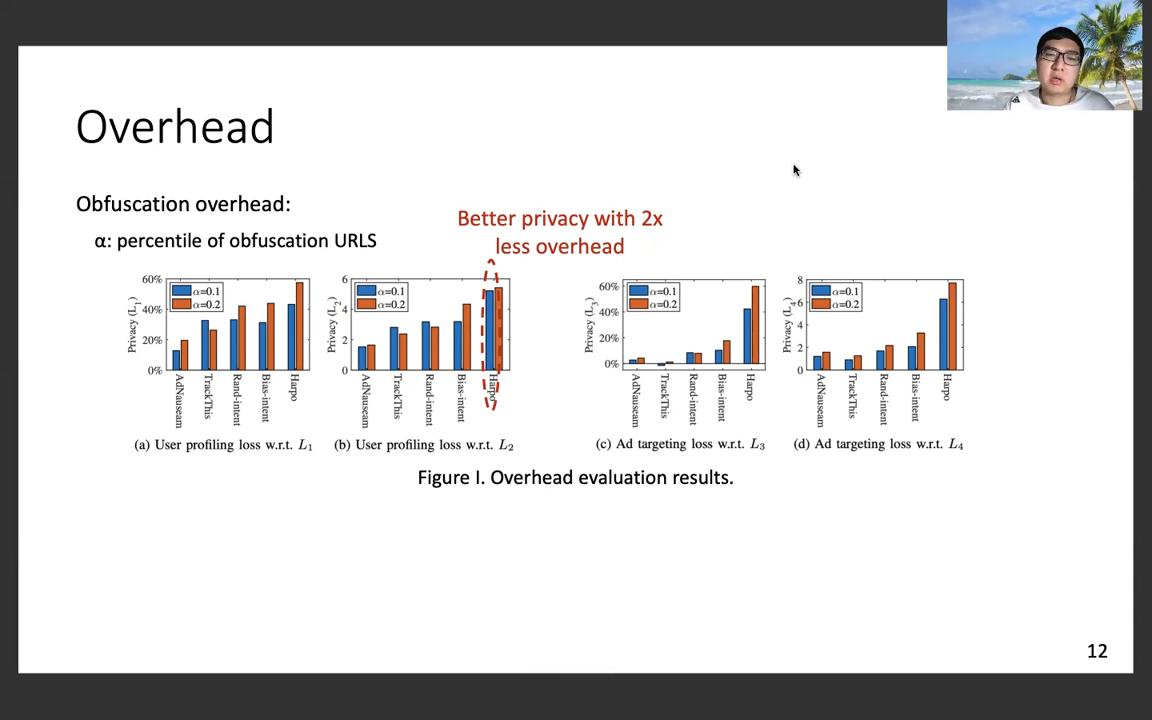 Overhead
Obfuscation overhead:
α: percentile of obfuscation URLS
Better privacy with 2x
less overhead
60%
40%
20%
0%
Privacy (L1)
α=0.1
α=0.2
AdNauseam
TrackThis
Rand-intent
Bias-intent
Harpo
(a) User profiling loss w.r.t. L1
6
4
2
0
Privacy (L2)
α=0.1
α=0.2
AdNauseam
TrackThis
Rand-intent
Bias-intent
Harpo
(b) User profiling loss w.r.t. L2
60%
40%
20%
0%
Privacy (L3)
α=0.1
α=0.2
AdNauseam
TrackThis
Rand-intent
Bias-intent
Harpo
(c) Ad targeting loss w.r.t. L3
8
6
4
2
0
Privacy (L4)
α=0.1
α=0.2
AdNauseam
TrackThis
Rand-intent
Bias-intent
Harpo
(d) Ad targeting loss w.r.t. L4
Figure I. Overhead evaluation results.
12